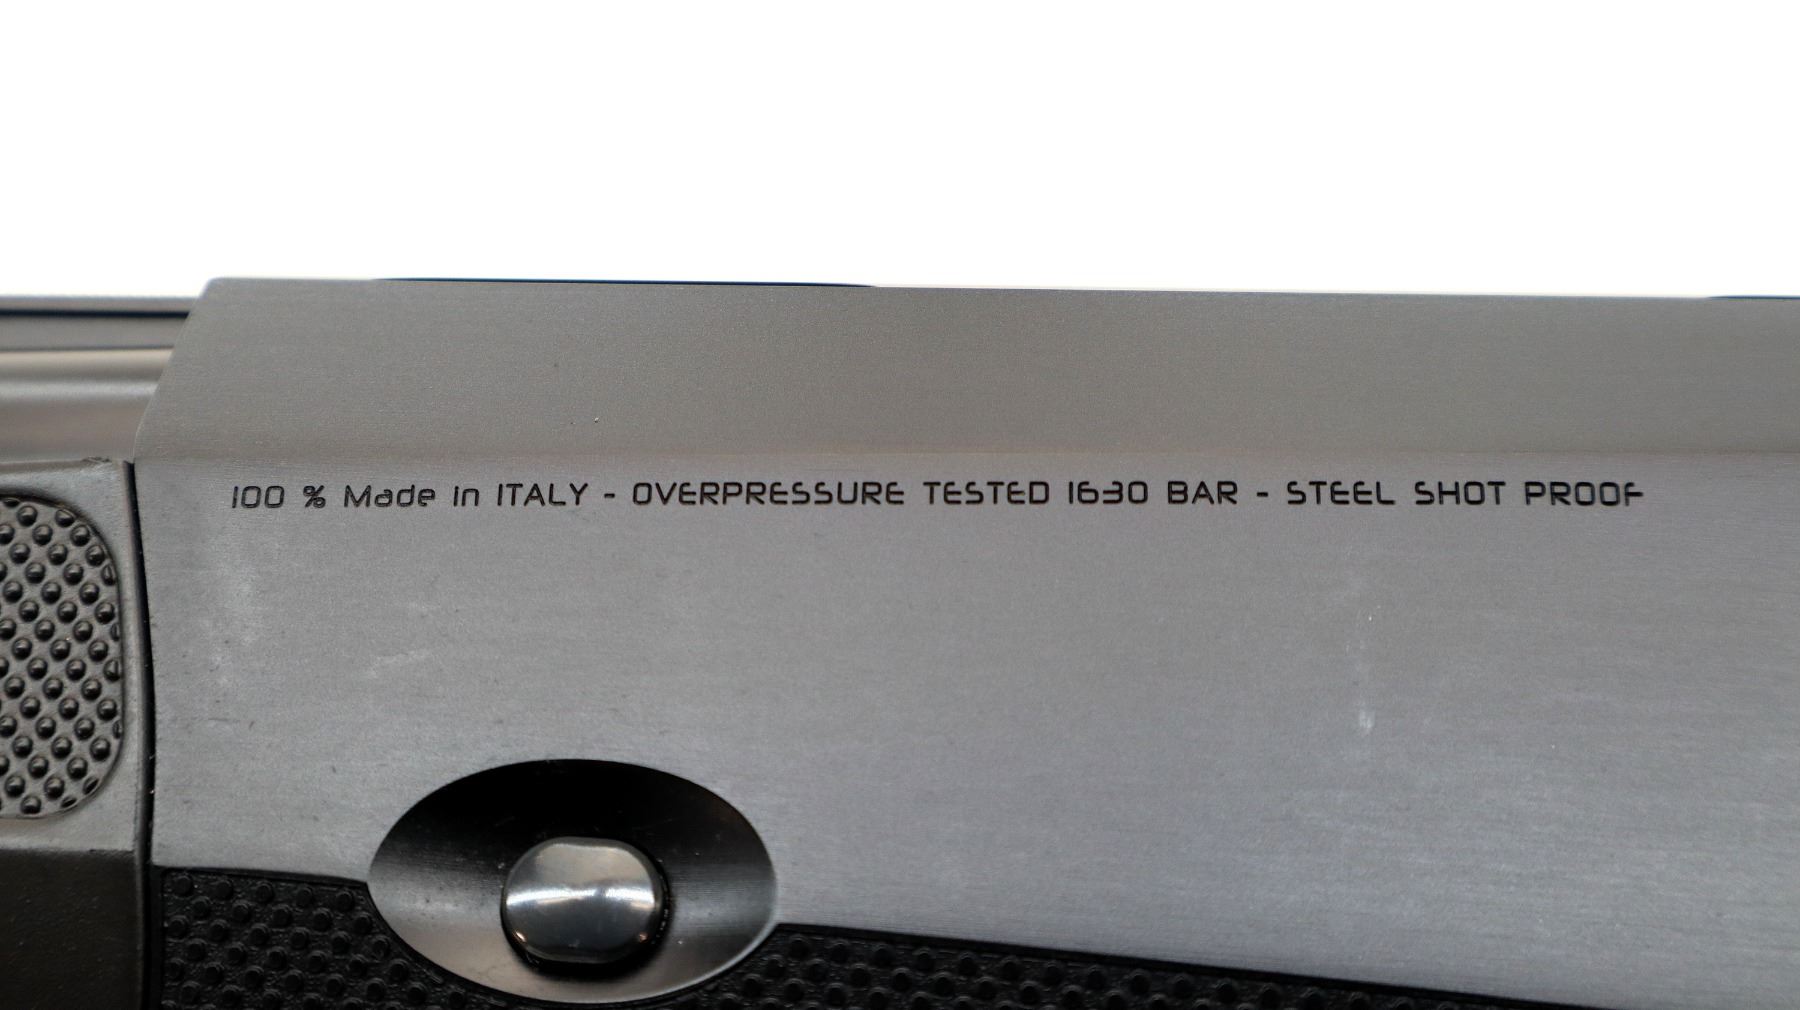 100 % Made in ITALY - OVERPRESSURE TESTED 1630 BAR - STEEL SHOT PROOF